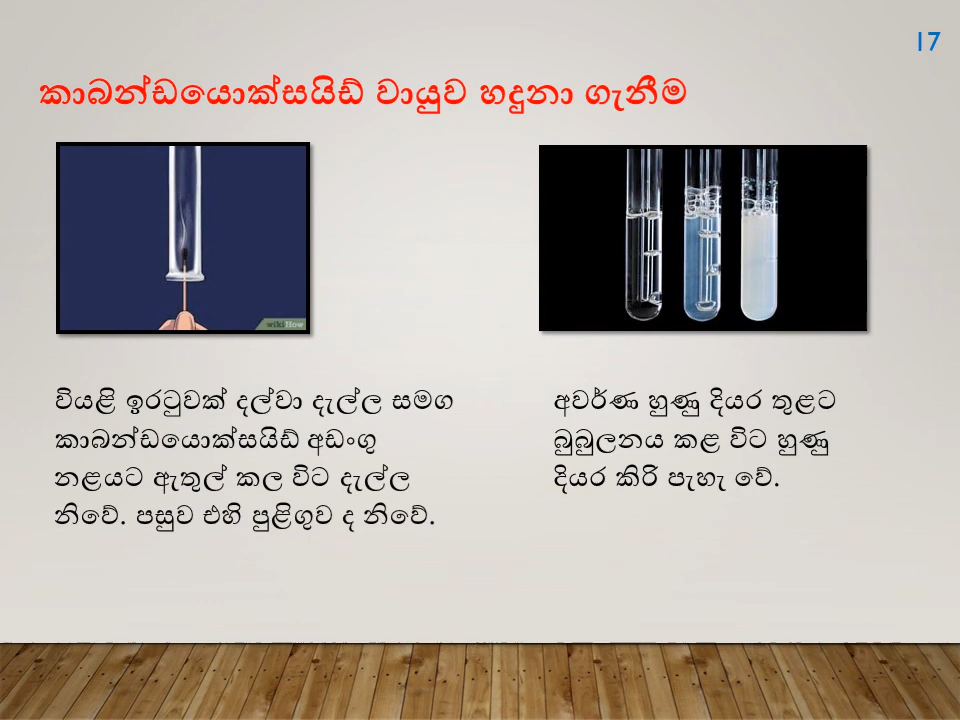 17
කාබන්ඩයොක්සයිඩ් වායුව හඳුනා ගැනීම
wikiHow
වියළි ඉරටුවක් දල්වා දැල්ල සමග
කාබන්ඩයොක්සයිඩ් අඩංගු
නළයට ඇතුල් කල විට දැල්ල
නිවේ. පසුව එහි පුළිගුව ද නිවේ.
අවර්ණ හුණු දියර තුළට
බුබුලනය කළ විට හුණු
දියර කිරි පැහැ වේ.